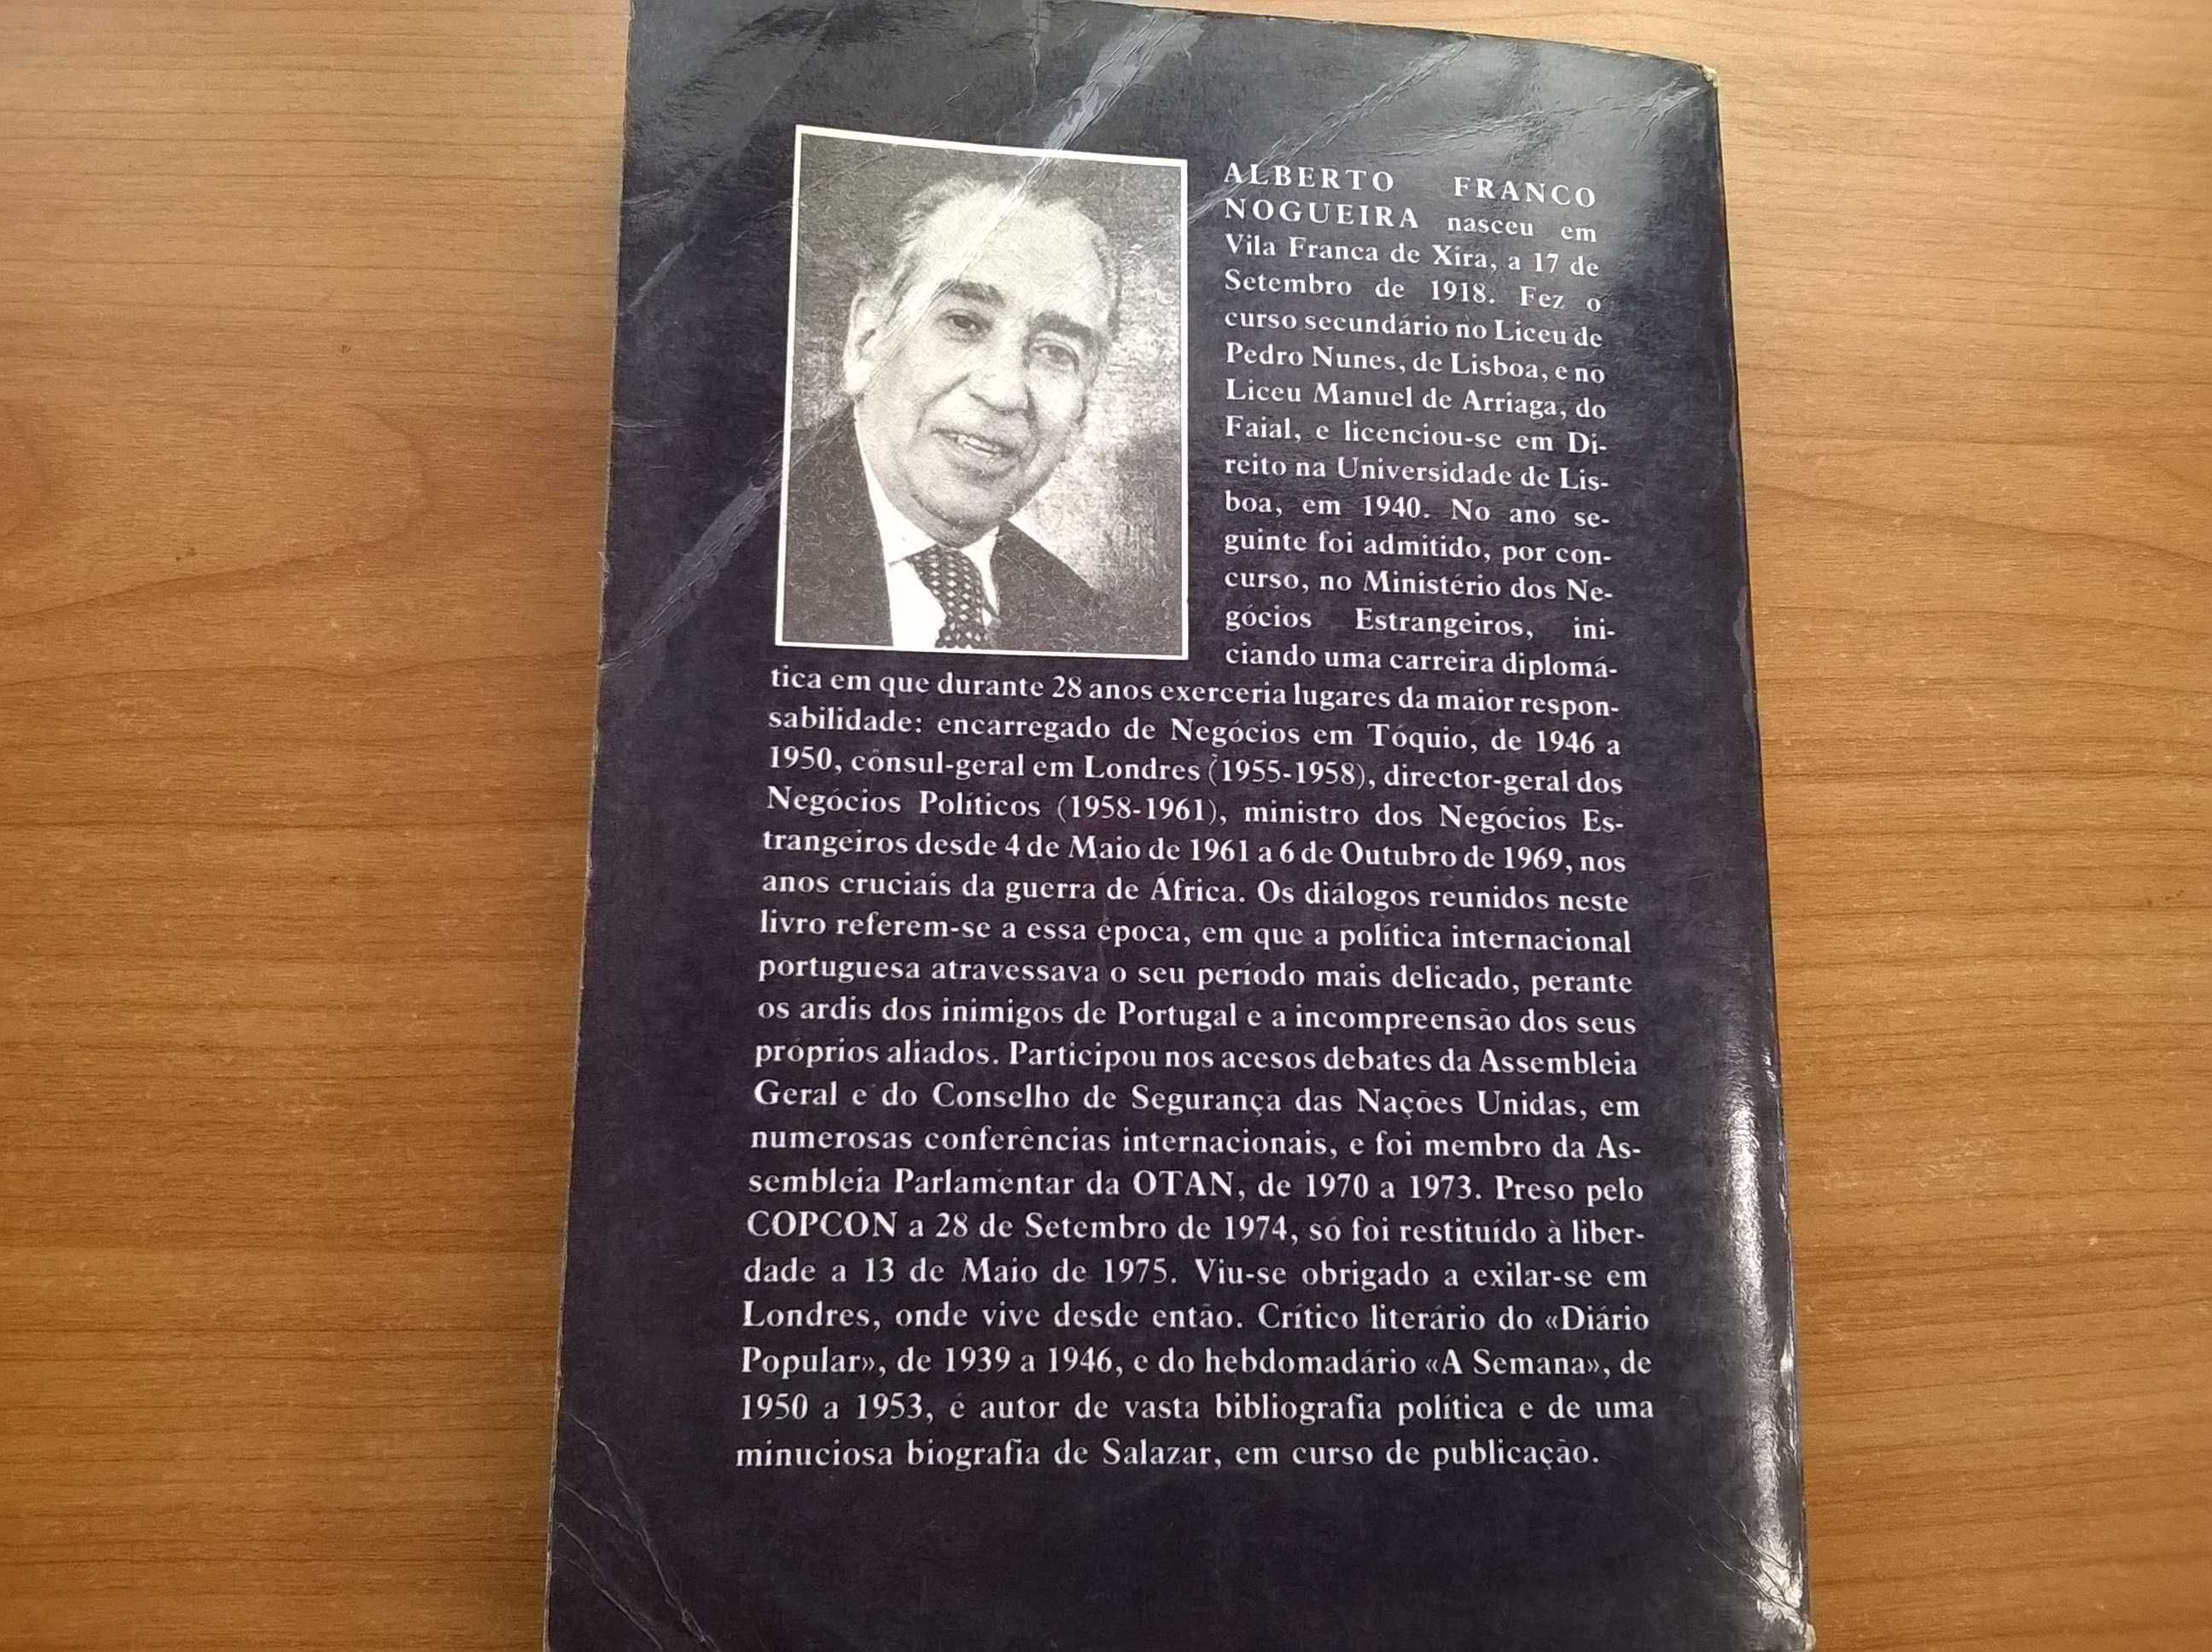 ALBERTO FRANCO
NOGUEIRA nasceu em
Vila Franca de Xira, a 17 de
Setembro de 1918. Fez o
curso secundário no Liceu de
Pedro Nunes, de Lisboa, e no
Liceu Manuel de Arriaga, do
Faial, e licenciou-se em Di-
reito na Universidade de Lis-
boa, em 1940. No ano se-
guinte foi admitido, por con-
curso, no Ministério dos Ne-
gócios Estrangeiros, ini-
ciando uma carreira diplomá-
tica em que durante 28 anos exerceria lugares da maior respon-
sabilidade: encarregado de Negócios em Tóquio, de 1946 a
1950, cônsul-geral em Londres (1955-1958), director-geral dos
Negócios Políticos (1958-1961), ministro dos Negócios Es-
trangeiros desde 4 de Maio de 1961 a 6 de Outubro de 1969, nos
anos cruciais da guerra de África. Os diálogos reunidos neste
livro referem-se a essa época, em que a política internacional
portuguesa atravessava o seu período mais delicado, perante
os ardis dos inimigos de Portugal e a incompreensão dos seus
próprios aliados. Participou nos acesos debates da Assembleia
Geral e do Conselho de Segurança das Nações Unidas, em
numerosas conferências internacionais, e foi membro da As-
sembleia Parlamentar da OTAN, de 1970 a 1973. Preso pelo
COPCON a 28 de Setembro de 1974, só foi restituído à liber-
dade a 13 de Maio de 1975. Viu-se obrigado a exilar-se em
Londres, onde vive desde então. Crítico literário do «Diário
Popular», de 1939 a 1946, e do hebdomadário «A Semana», de
1950 a 1953, é autor de vasta bibliografia política e de uma
minuciosa biografia de Salazar, em curso de publicação.